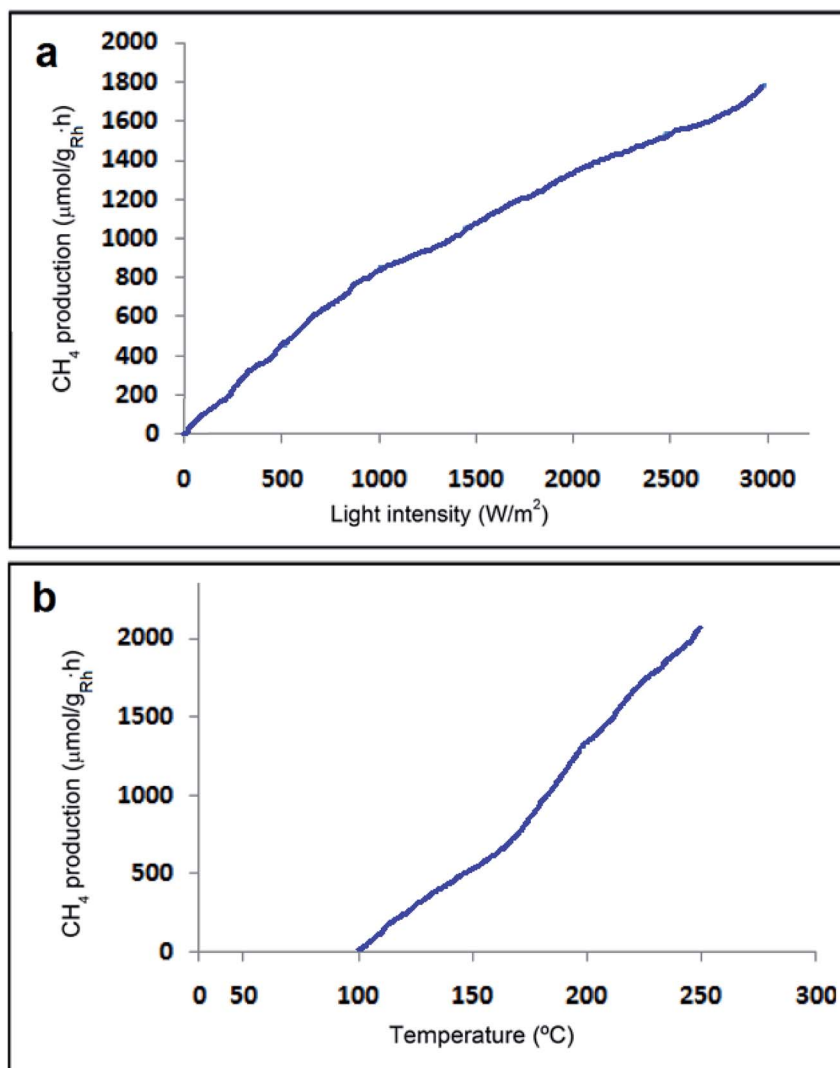 a
CH₄ production (μmol/gRh·h)
2000
1800
1600
1400
1200
1000
800
600
400
200
0
0 500 1000 1500 2000 2500 3000
Light intensity (W/m²)
b
CH₄ production (μmol/gRh·h)
2000
1500
1000
500
0
0 50 100 150 200 250 300
Temperature (ºC)